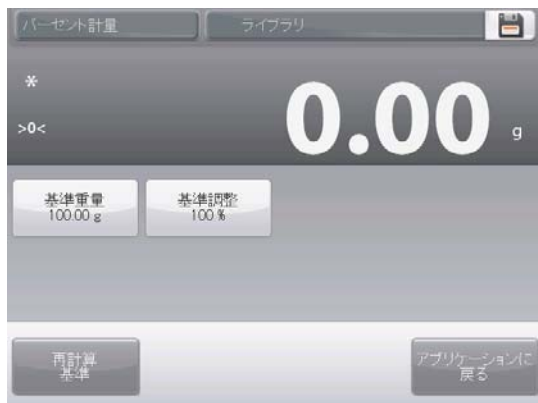 パーセント計量
ライブラリ
*
>0<
0.00 g
基準重量
100.00 g
基準調整
100 %
再計算
基準
アプリケーションに
戻る